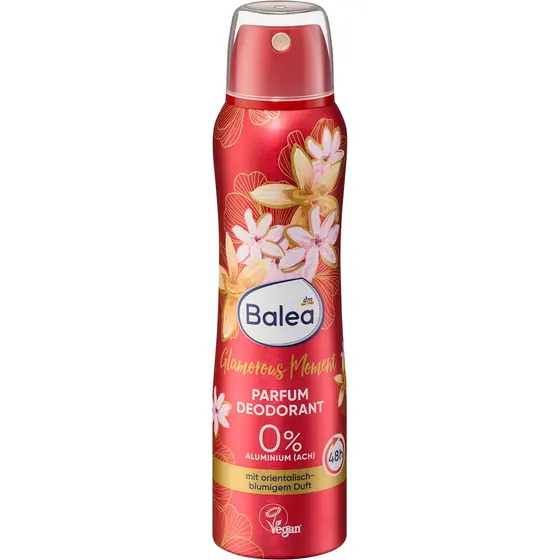 dm
Balea
Glamorous Moment
PARFUM
DEODORANT
0%
ALUMINIUM (ACH)
48h
mit orientalisch-
blumigem Duft
Vegan